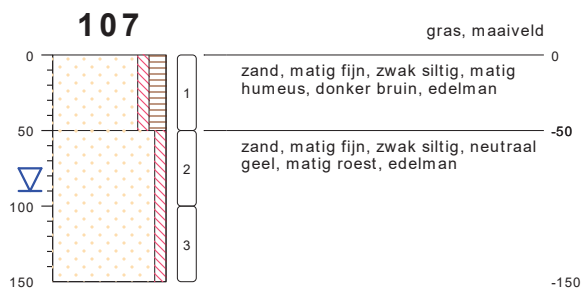 107
gras, maaiveld
0
0
zand, matig fijn, zwak siltig, matig
humeus, donker bruin, edelman
1
50
-50
zand, matig fijn, zwak siltig, neutraal
geel, matig roest, edelman
2
100
3
150
-150